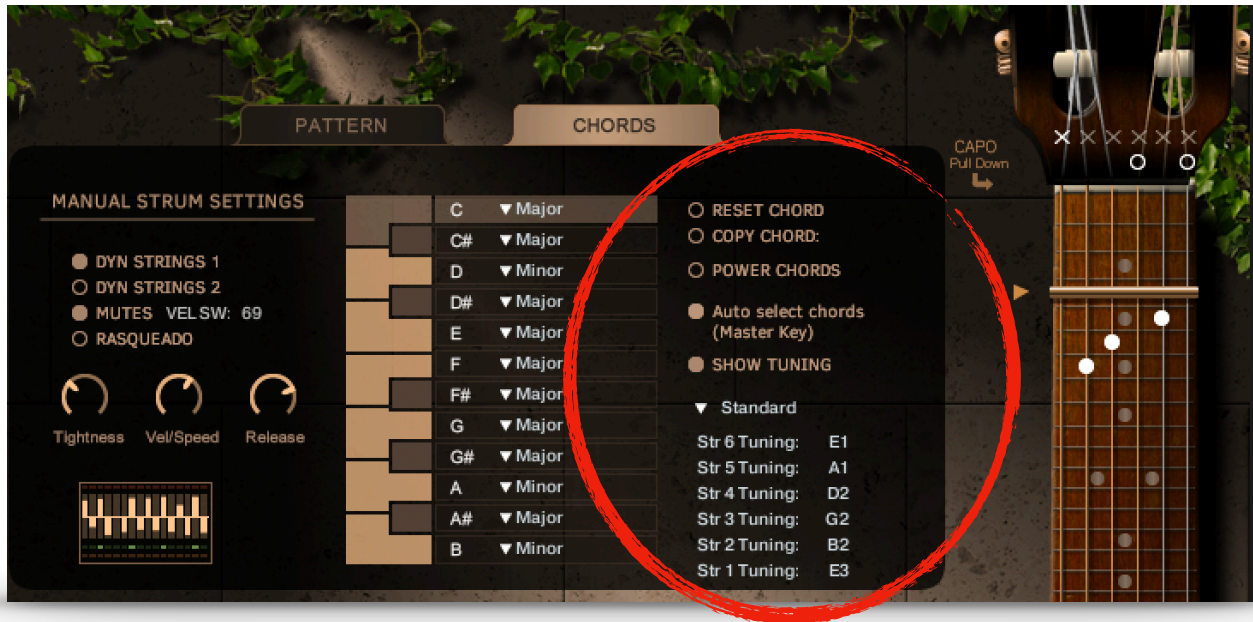 PATTERN
CHORDS
CAPO
Pull Down
MANUAL STRUM SETTINGS
DYN STRINGS 1
DYN STRINGS 2
MUTES VEL SW: 69
RASQUEADO
Tightness Vel/Speed Release
C ▼ Major
C# ▼ Major
D ▼ Minor
D# ▼ Major
E ▼ Major
F ▼ Major
F# ▼ Major
G ▼ Major
G# ▼ Major
A ▼ Minor
A# ▼ Major
B ▼ Minor
RESET CHORD
COPY CHORD:
POWER CHORDS
Auto select chords
(Master Key)
SHOW TUNING
▼ Standard
Str 6 Tuning: E1
Str 5 Tuning: A1
Str 4 Tuning: D2
Str 3 Tuning: G2
Str 2 Tuning: B2
Str 1 Tuning: E3